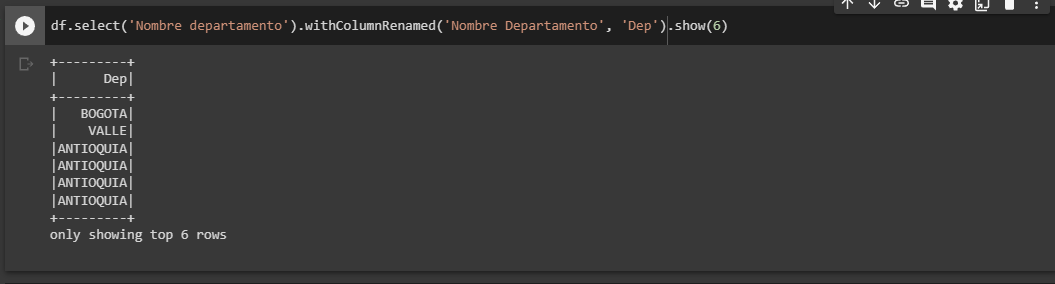 df.select('Nombre departamento').withColumnRenamed('Nombre Departamento', 'Dep').show(6)
+---------+
|      Dep|
+---------+
|   BOGOTA|
|    VALLE|
|ANTIOQUIA|
|ANTIOQUIA|
|ANTIOQUIA|
|ANTIOQUIA|
+---------+
only showing top 6 rows